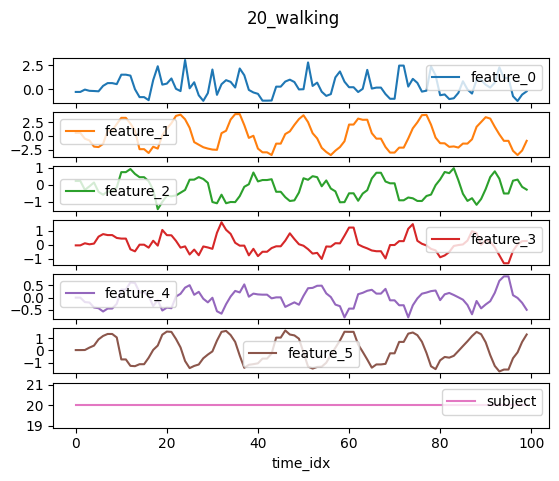 20_walking
2.5
0.0
feature_0
2.5
0.0
−2.5
feature_1
1
0
−1
feature_2
1
0
−1
feature_3
0.5
0.0
−0.5
feature_4
1
0
−1
feature_5
21
20
19
subject
0 20 40 60 80 100
time_idx